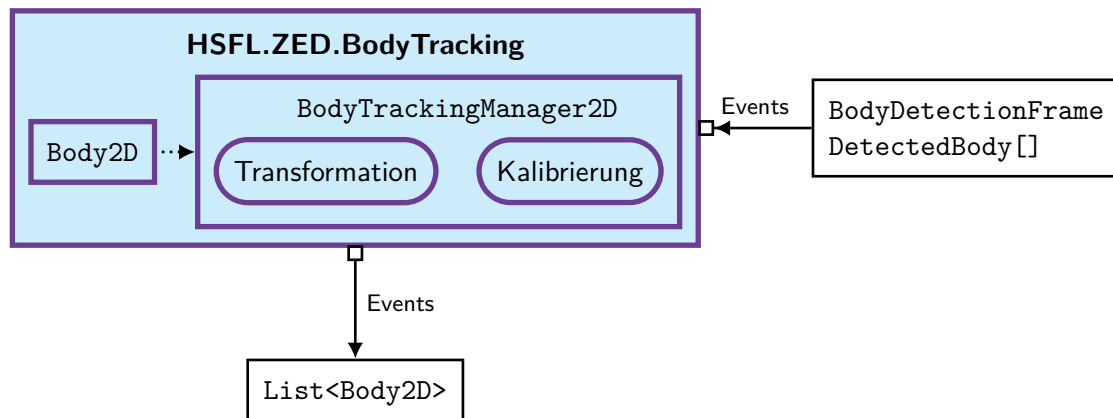 HSFL.ZED.BodyTracking
BodyTrackingManager2D
Body2D
Transformation
Kalibrierung
Events
BodyDetectionFrame
DetectedBody[]
Events
List<Body2D>